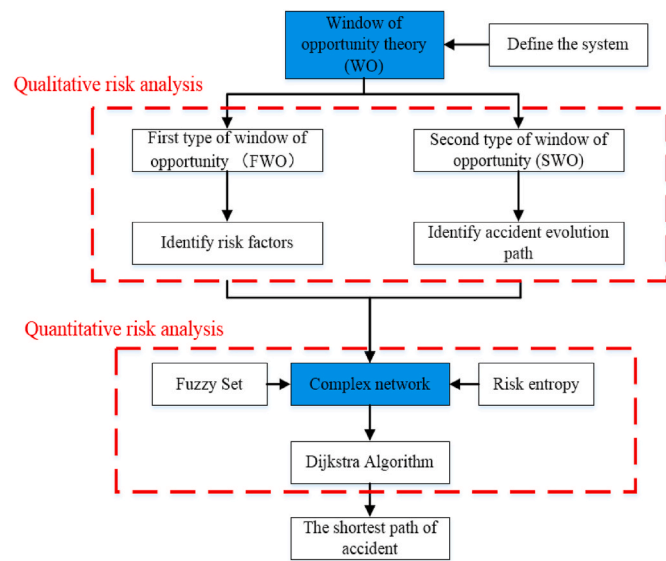 Window of
opportunity theory
(WO)
Define the system
Qualitative risk analysis
First type of window of
opportunity （FWO）
Second type of window of
opportunity (SWO)
Identify risk factors
Identify accident evolution
path
Quantitative risk analysis
Fuzzy Set
Complex network
Risk entropy
Dijkstra Algorithm
The shortest path of
accident